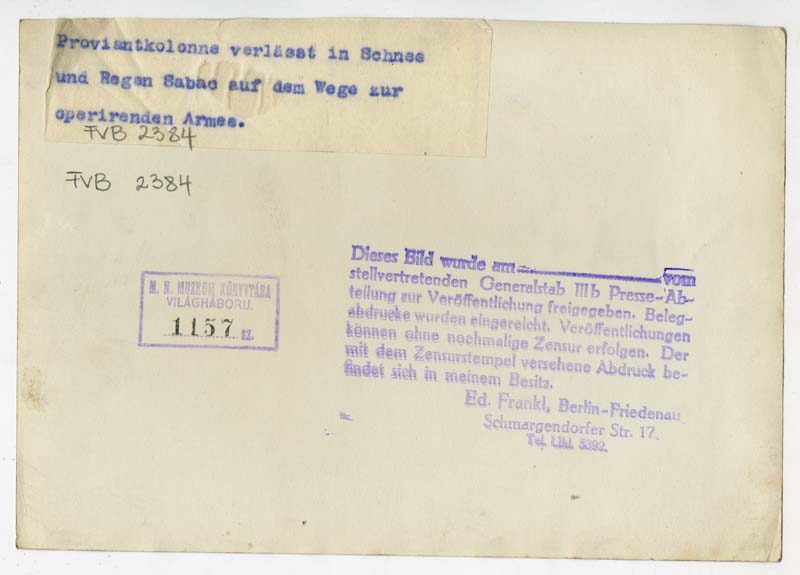 Proviantkolonne verlässt in Schnee
und Regen Sabac auf dem Wege zur
operirenden Armee.
FVB 2384
FVB 2384
M. N. MUZEUM KÖNYVTÁRA
VILÁGHÁBORU.
1157 sz.
Dieses Bild wurde am vom
stellvertretenden Generalstab IIIb Presse-Ab-
teilung zur Veröffentlichung freigegeben. Beleg-
abdrucke wurden eingereicht. Veröffentlichungen
können ohne nochmalige Zensur erfolgen. Der
mit dem Zensurstempel versehene Abdruck be-
findet sich in meinem Besitz.
Ed. Frankl, Berlin-Friedenau
Schmargendorfer Str. 17.
Tel. Uhl. 5392.